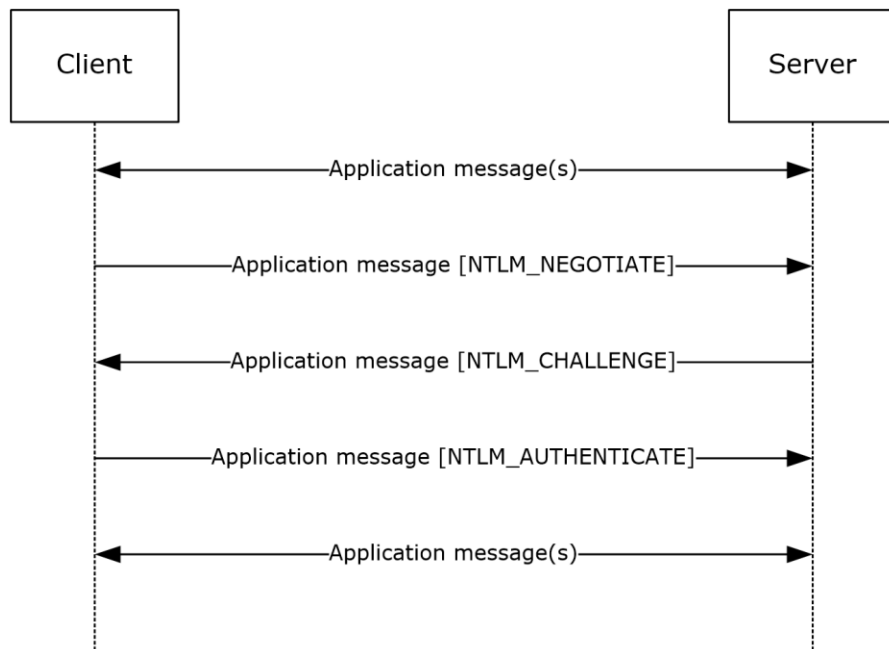 Client
Server
Application message(s)
Application message [NTLM_NEGOTIATE]
Application message [NTLM_CHALLENGE]
Application message [NTLM_AUTHENTICATE]
Application message(s)